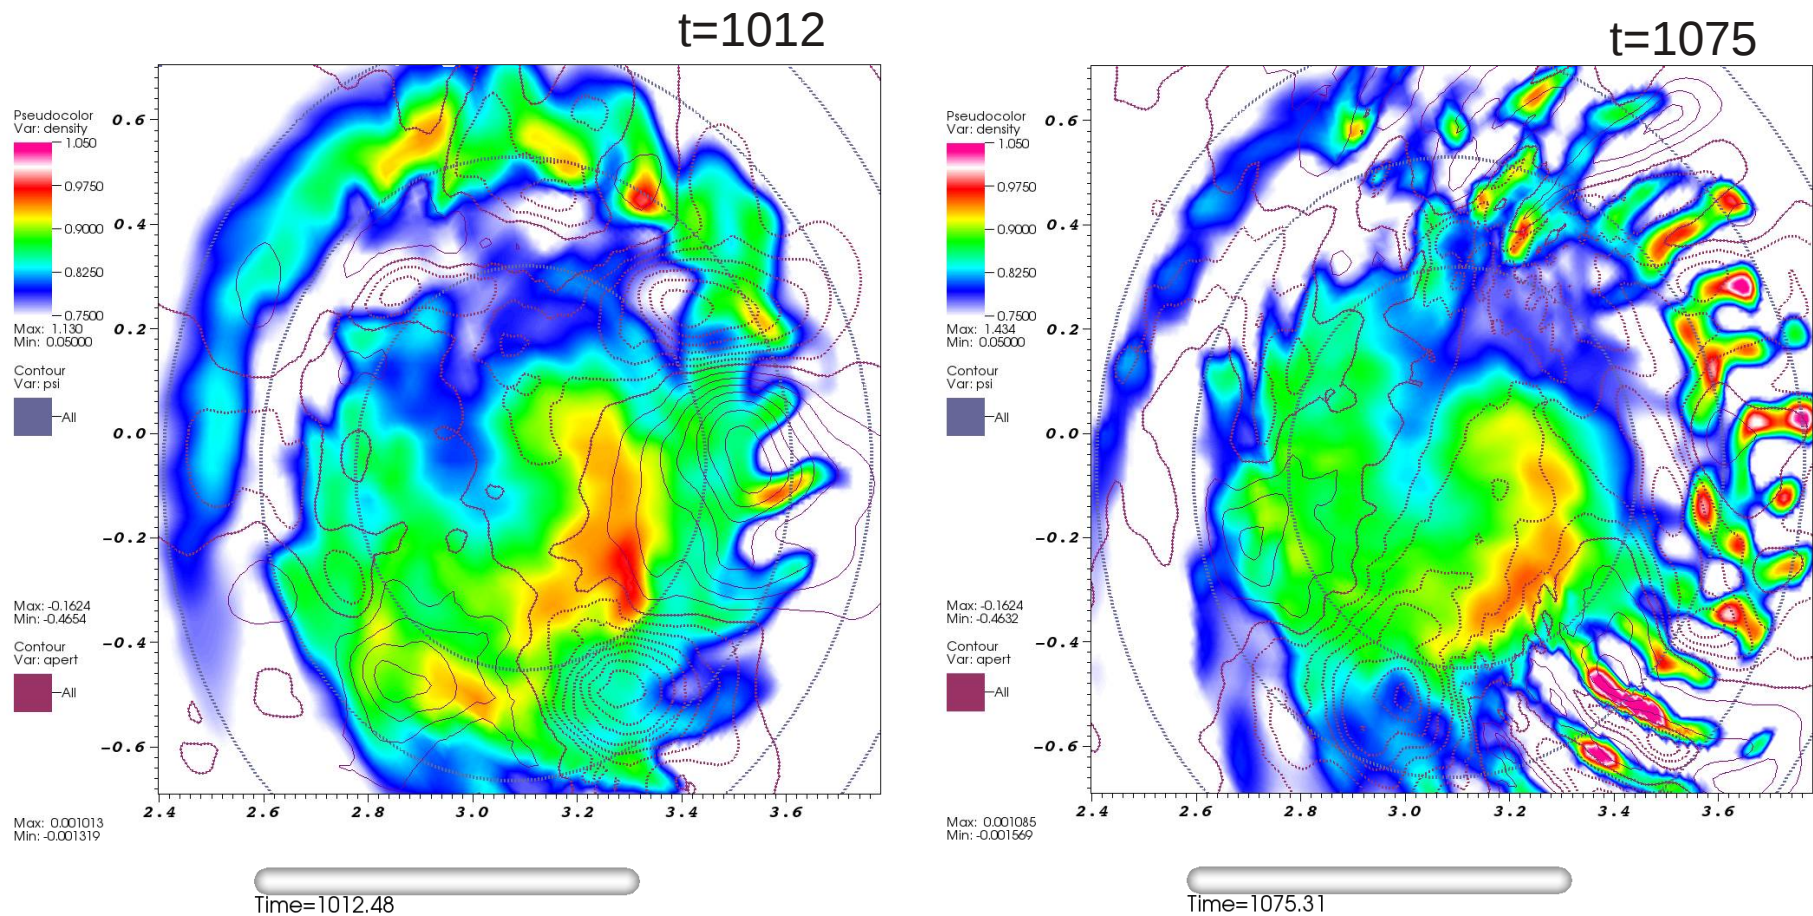 t=1012
Pseudocolor
Var: density
1.050
0.9750
0.9000
0.8250
0.7500
Max: 1.130
Min: 0.05000
Contour
Var: psi
All
Max: -0.1624
Min: -0.4654
Contour
Var: apert
All
Max: 0.001013
Min: -0.001319
0.6
0.4
0.2
0.0
-0.2
-0.4
-0.6
2.4 2.6 2.8 3.0 3.2 3.4 3.6
Time=1012.48
t=1075
Pseudocolor
Var: density
1.050
0.9750
0.9000
0.8250
0.7500
Max: 1.434
Min: 0.05000
Contour
Var: psi
All
Max: -0.1624
Min: -0.4632
Contour
Var: apert
All
Max: 0.001085
Min: -0.001569
0.6
0.4
0.2
0.0
-0.2
-0.4
-0.6
2.4 2.6 2.8 3.0 3.2 3.4 3.6
Time=1075.31